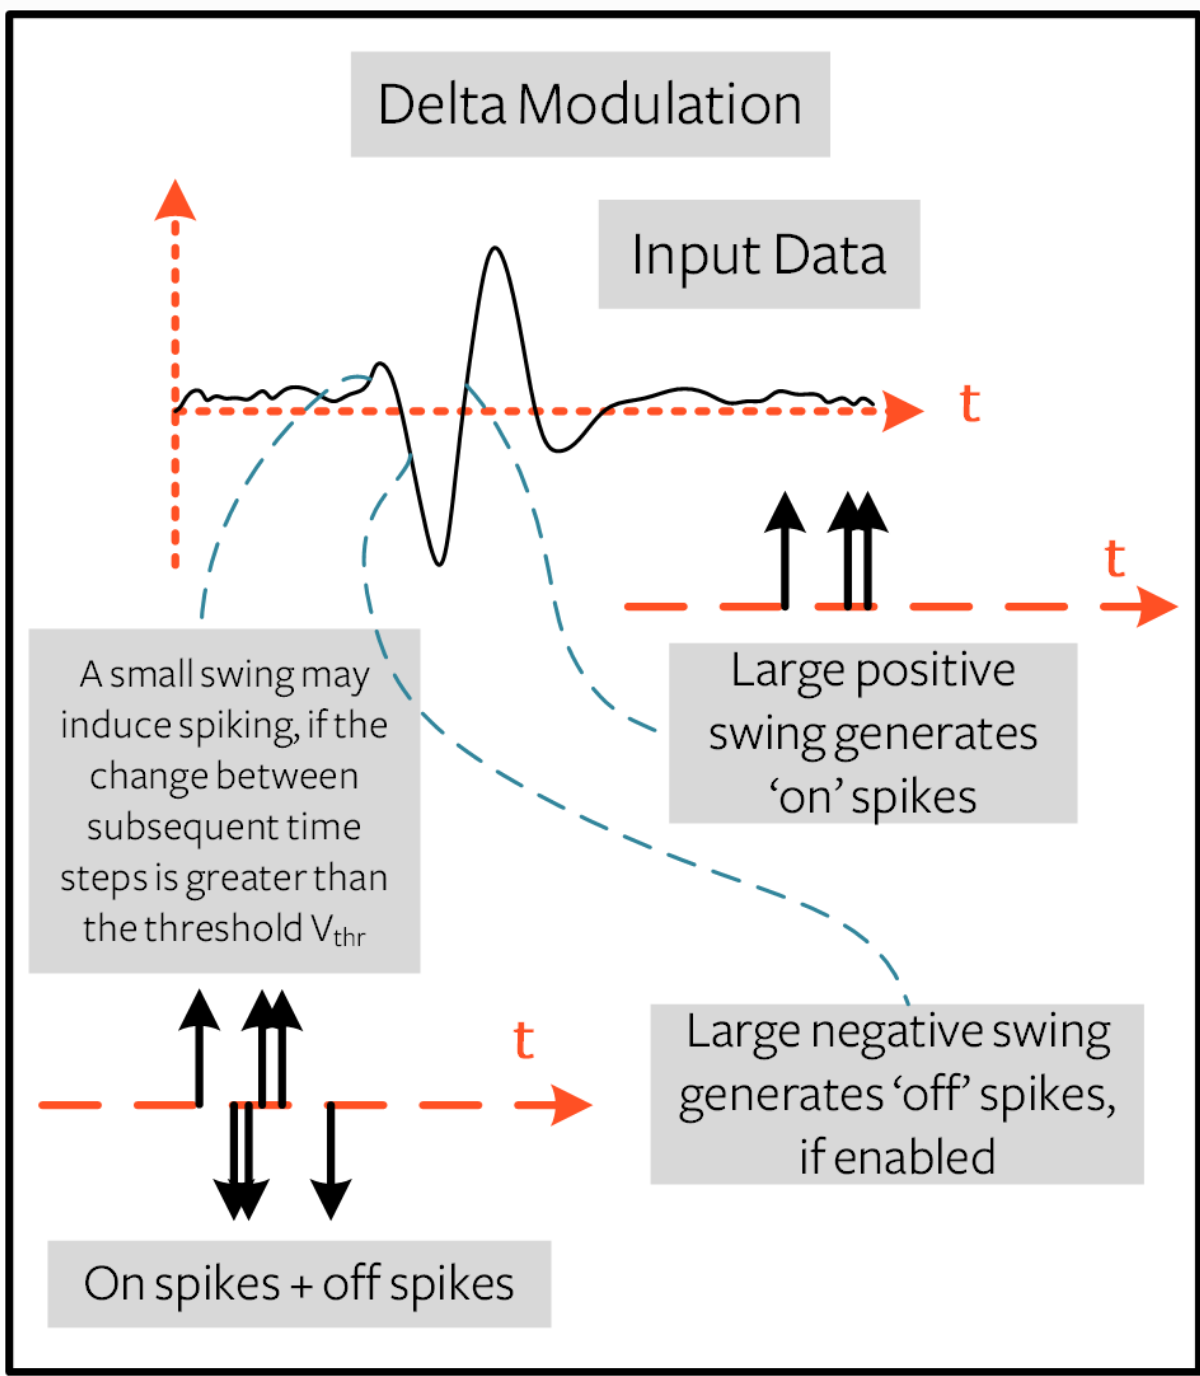 Delta Modulation
Input Data
t
t
A small swing may
induce spiking, if the
change between
subsequent time
steps is greater than
the threshold Vthr
Large positive
swing generates
‘on’ spikes
t
Large negative swing
generates ‘off’ spikes,
if enabled
On spikes + off spikes